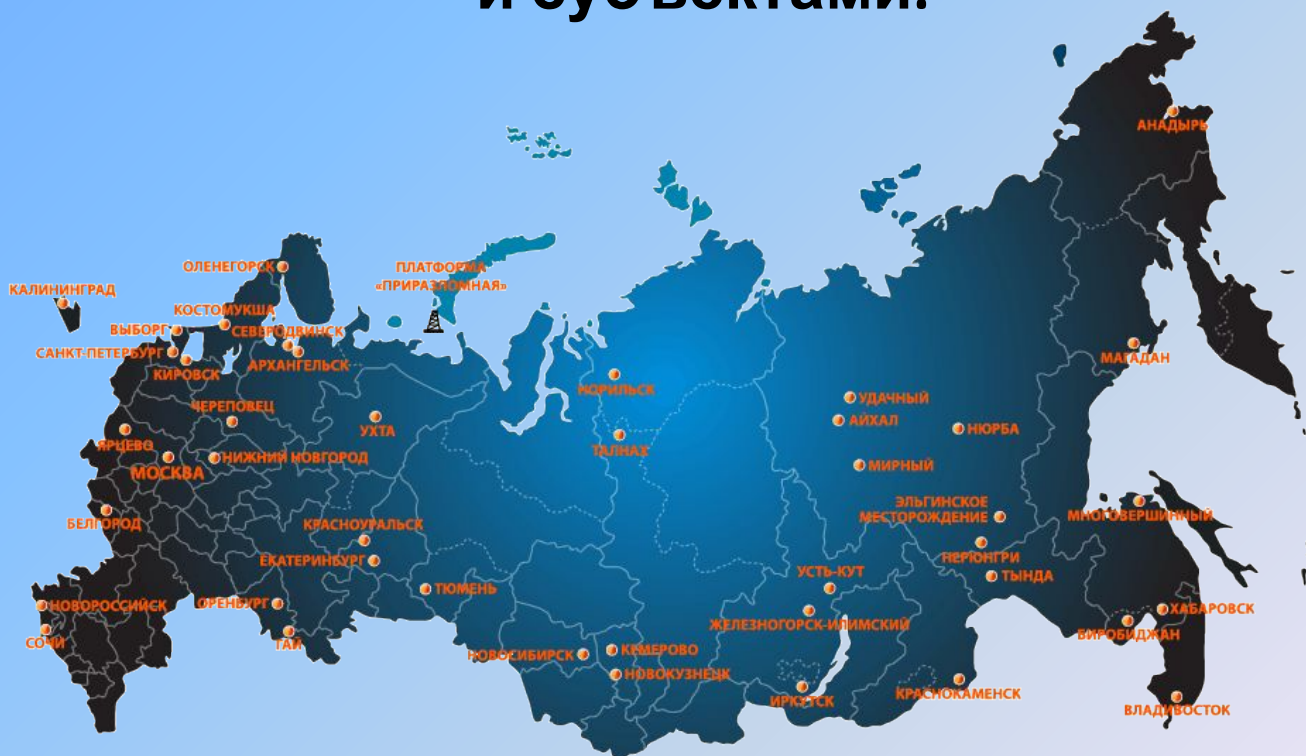 и субъектами.
АНАДЫРЬ
ОЛЕНЕГОРСК
ПЛАТФОРМА
«ПРИРАЗЛОМНАЯ»
КАЛИНИНГРАД
КОСТОМУКША
ВЫБОРГ
СЕВЕРОДВИНСК
САНКТ-ПЕТЕРБУРГ
АРХАНГЕЛЬСК
КИРОВСК
МАГАДАН
НОРИЛЬСК
УДАЧНЫЙ
ЧЕРЕПОВЕЦ
АЙХАЛ
УХТА
НЮРБА
ЯРЦЕВО
ТАЛНАХ
НИЖНИЙ НОВГОРОД
МОСКВА
МИРНЫЙ
ЭЛЬГИНСКОЕ
МЕСТОРОЖДЕНИЕ
МНОГОВЕРШИННЫЙ
БЕЛГОРОД
КРАСНОУРАЛЬСК
НЕРЮНГРИ
ЕКАТЕРИНБУРГ
УСТЬ-КУТ
ТЫНДА
ТЮМЕНЬ
НОВОРОССИЙСК
ОРЕНБУРГ
ХАБАРОВСК
ЖЕЛЕЗНОГОРСК-ИЛИМСКИЙ
БИРОБИДЖАН
СОЧИ
ГАЙ
НОВОСИБИРСК
КЕМЕРОВО
НОВОКУЗНЕЦК
КРАСНОКАМЕНСК
ИРКУТСК
ВЛАДИВОСТОК